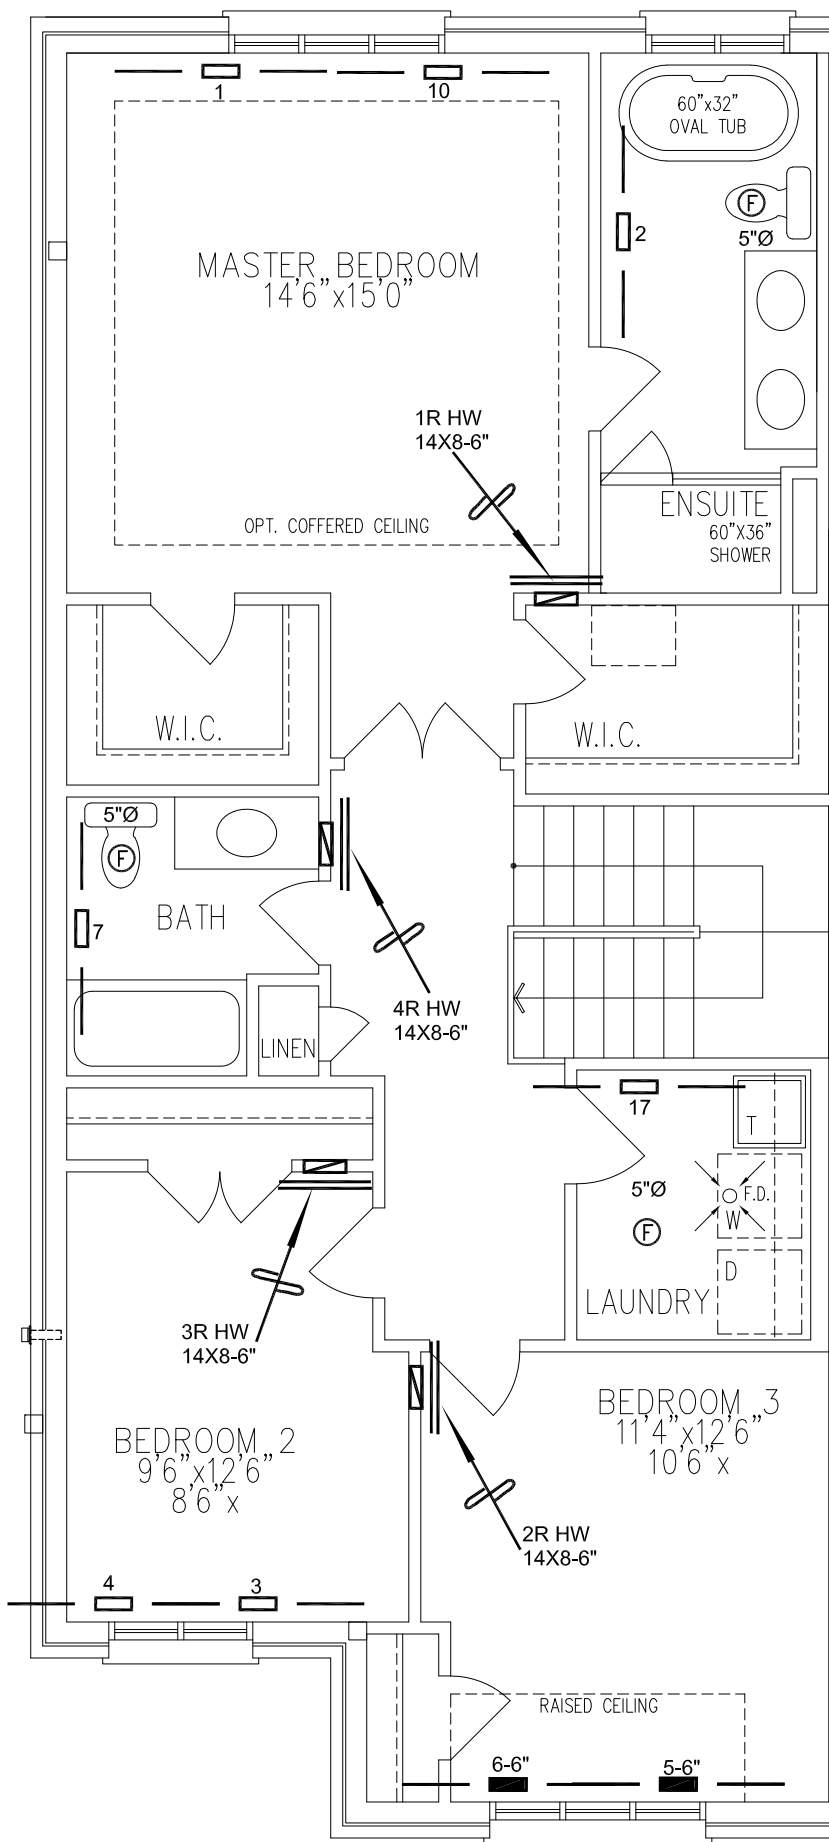 1
10
60"x32"
OVAL TUB
F
5"Ø
2
MASTER BEDROOM
14'6"x15'0"
1R HW
14X8-6"
OPT. COFFERED CEILING
ENSUITE
60"X36"
SHOWER
W.I.C.
W.I.C.
5"Ø
F
BATH
7
4R HW
14X8-6"
LINEN
17
T
5"Ø
F.D.
W
F
D
LAUNDRY
3R HW
14X8-6"
BEDROOM 2
9'6"x12'6"
8'6"x
BEDROOM 3
11'4"x12'6"
10'6"x
2R HW
14X8-6"
4
3
RAISED CEILING
6-6"
5-6"